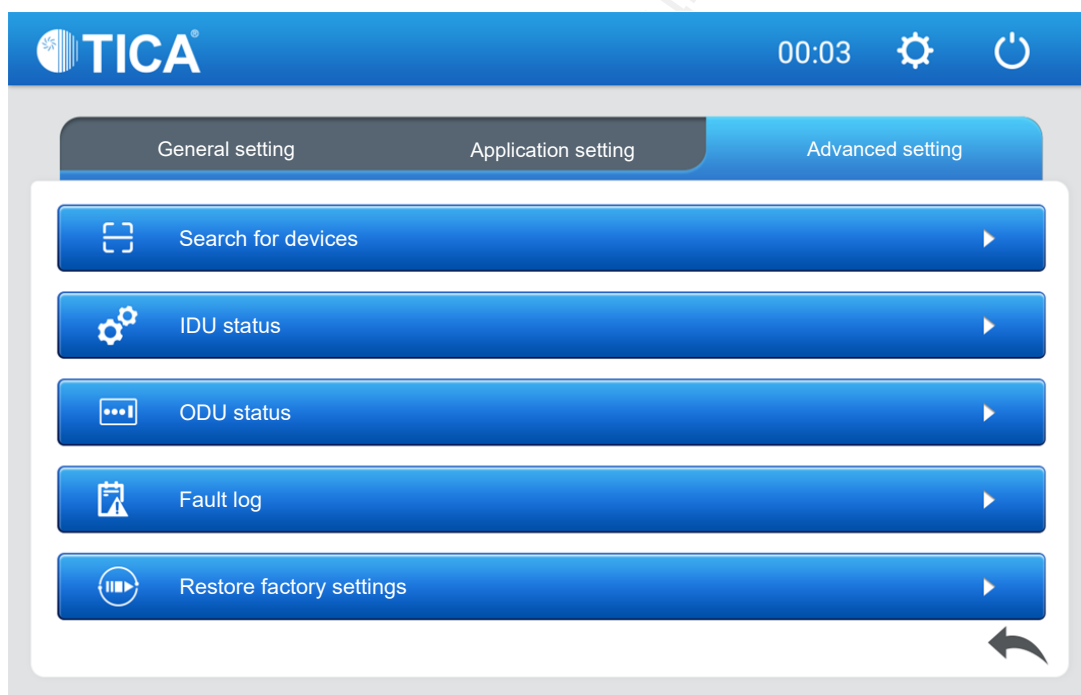 TICA®
00:03
General setting
Application setting
Advanced setting
Search for devices
IDU status
ODU status
Fault log
Restore factory settings